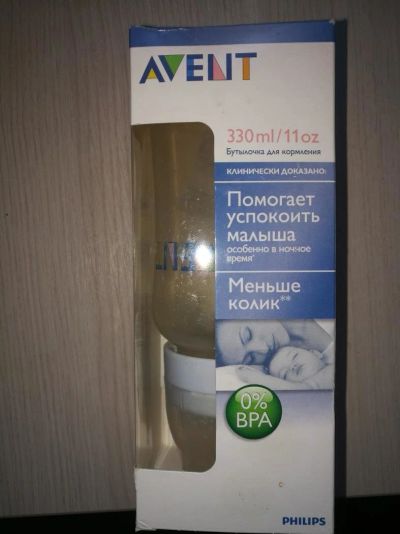 AVENT
330ml/11oz
Бутылочка для кормления
КЛИНИЧЕСКИ ДОКАЗАНО:
Помогает
успокоить
малыша
особенно в ночное
время*
Меньше
колик**
0%
BPA
PHILIPS